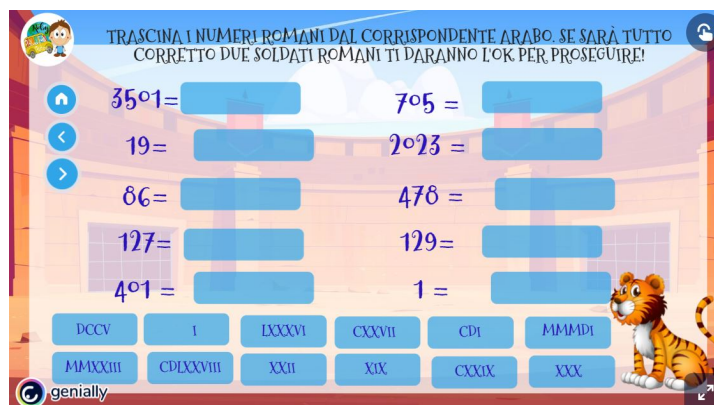 TRASCINA I NUMERI ROMANI DAL CORRISPONDENTE ARABO. SE SARÀ TUTTO
CORRETTO DUE SOLDATI ROMANI TI DARANNO L'OK PER PROSEGUIRE!
3501= 705 =
19= 2023 =
86= 478 =
127= 129=
401 = 1 =
DCCV I LXXXVI CXXVII CDI MMMDI
MMXXIII CDLXXVIII XXII XIX CXXIX XXX
genially